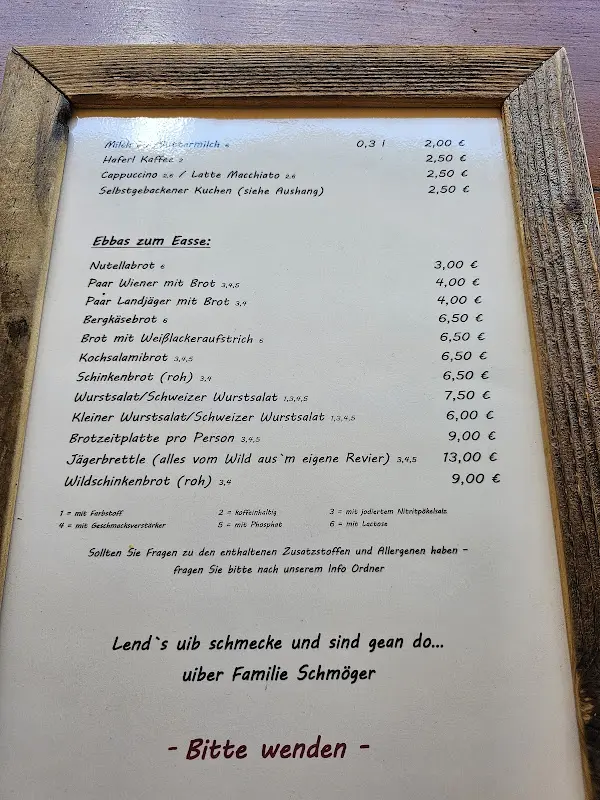 Milch / Buttermilch 6 0,3 l 2,00 €
Haferl Kaffee 2 2,50 €
Cappuccino 2,6 / Latte Macchiato 2,6 2,50 €
Selbstgebackener Kuchen (siehe Aushang) 2,50 €
Ebbas zum Easse:
Nutellabrot 6 3,00 €
Paar Wiener mit Brot 3,4,5 4,00 €
Paar Landjäger mit Brot 3,4 4,00 €
Bergkäsebrot 6 6,50 €
Brot mit Weißlackeraufstrich 6 6,50 €
Kochsalamibrot 3,4,5 6,50 €
Schinkenbrot (roh) 3,4 6,50 €
Wurstsalat/Schweizer Wurstsalat 1,3,4,5 7,50 €
Kleiner Wurstsalat/Schweizer Wurstsalat 1,3,4,5 6,00 €
Brotzeitplatte pro Person 3,4,5 9,00 €
Jägerbrettle (alles vom Wild aus`m eigene Revier) 3,4,5 13,00 €
Wildschinkenbrot (roh) 3,4 9,00 €
1 = mit Farbstoff 2 = koffeinhaltig 3 = mit jodiertem Nitritpökelsalz
4 = mit Geschmacksverstärker 5 = mit Phosphat 6 = mit Lactose
Sollten Sie Fragen zu den enthaltenen Zusatzstoffen und Allergenen haben -
fragen Sie bitte nach unserem Info Ordner
Lend`s uib schmecke und sind gean do...
uiber Familie Schmöger
- Bitte wenden -